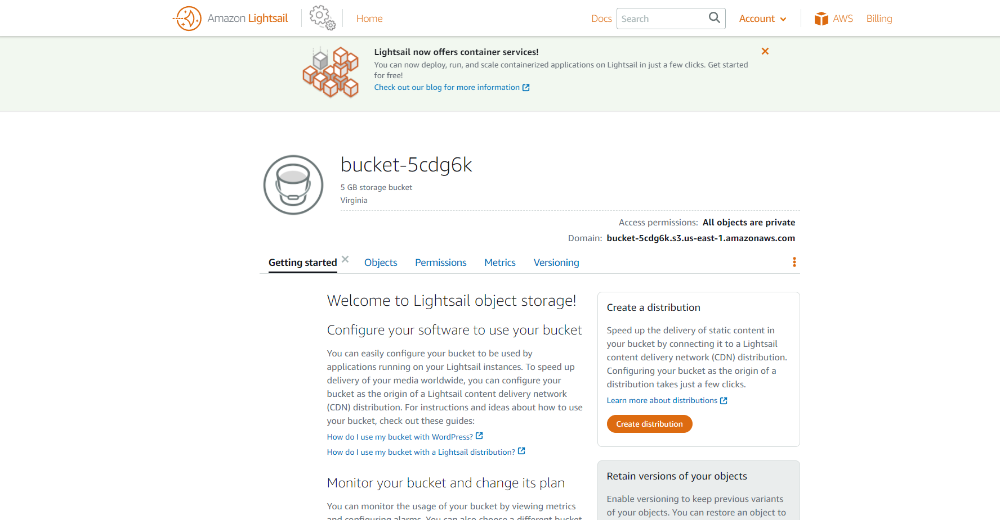 Amazon Lightsail
Home
Docs
Search
Account
AWS
Billing
Lightsail now offers container services!
You can now deploy, run, and scale containerized applications on Lightsail in just a few clicks. Get started
for free!
Check out our blog for more information
bucket-5cdg6k
5 GB storage bucket
Virginia
Access permissions: All objects are private
Domain: bucket-5cdg6k.s3.us-east-1.amazonaws.com
Getting started
Objects
Permissions
Metrics
Versioning
Welcome to Lightsail object storage!
Configure your software to use your bucket
You can easily configure your bucket to be used by
applications running on your Lightsail instances. To speed up
delivery of your media worldwide, you can configure your
bucket as the origin of a Lightsail content delivery network
(CDN) distribution. For instructions and ideas about how to use
your bucket, check out these guides:
How do I use my bucket with WordPress?
How do I use my bucket with a Lightsail distribution?
Monitor your bucket and change its plan
You can monitor the usage of your bucket by viewing metrics
and configuring alarms. You can also choose a different bucket
Create a distribution
Speed up the delivery of static content in
your bucket by connecting it to a Lightsail
content delivery network (CDN) distribution.
Configuring your bucket as the origin of a
distribution takes just a few clicks.
Learn more about distributions
Create distribution
Retain versions of your objects
Enable versioning to keep previous variants
of your objects. You can restore an object to